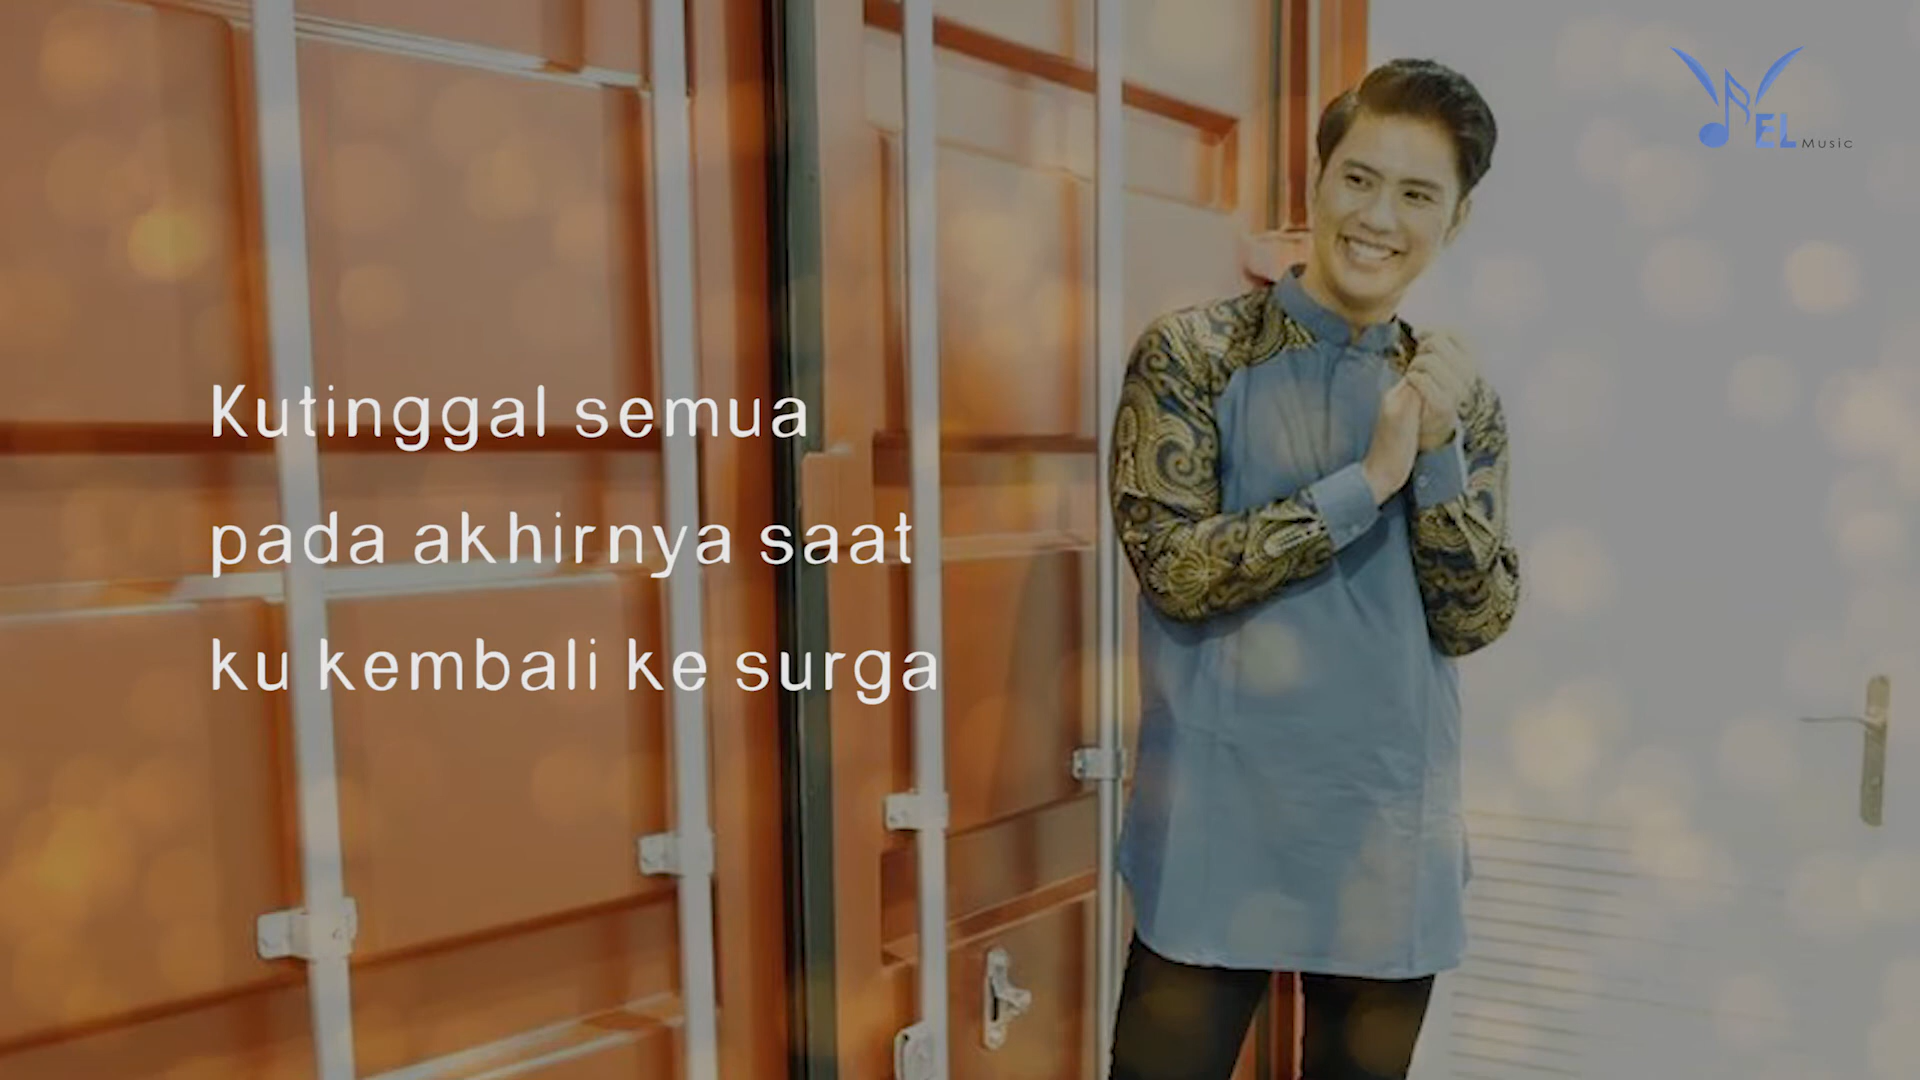 Kutinggal semua
pada akhirnya saat
ku kembali ke surga
EL Music